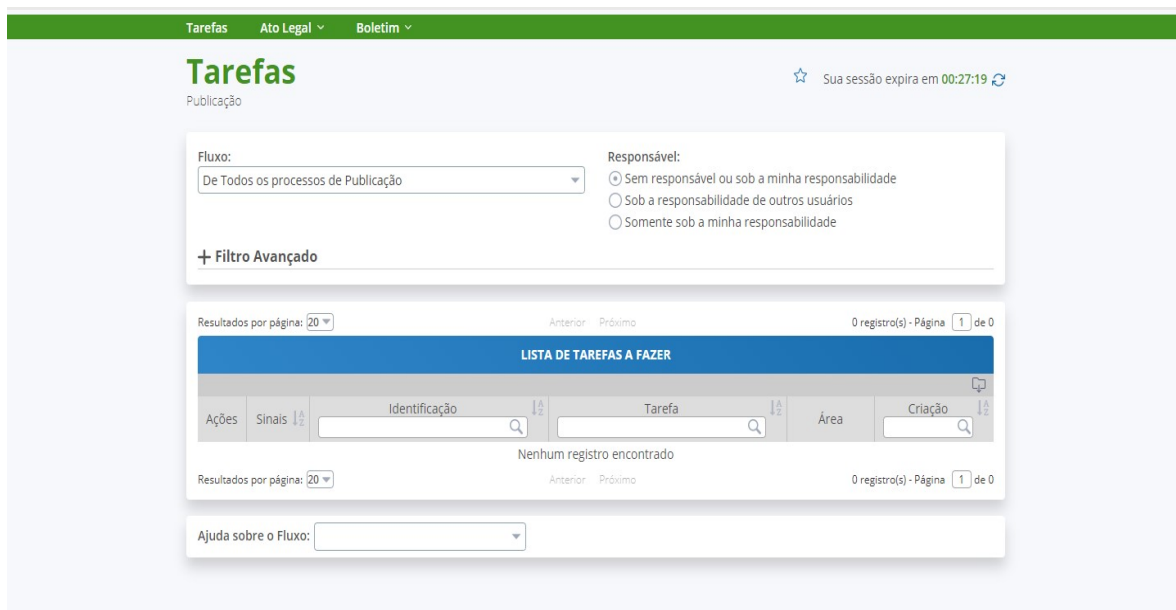 Tarefas Ato Legal Boletim
Tarefas
Publicação
Sua sessão expira em 00:27:19
Fluxo:
De Todos os processos de Publicação
Responsável:
Sem responsável ou sob a minha responsabilidade
Sob a responsabilidade de outros usuários
Somente sob a minha responsabilidade
+ Filtro Avançado
Resultados por página: 20 Anterior Próximo 0 registro(s) - Página 1 de 0
LISTA DE TAREFAS A FAZER
Ações Sinais Identificação Tarefa Área Criação
Nenhum registro encontrado
Resultados por página: 20 Anterior Próximo 0 registro(s) - Página 1 de 0
Ajuda sobre o Fluxo: